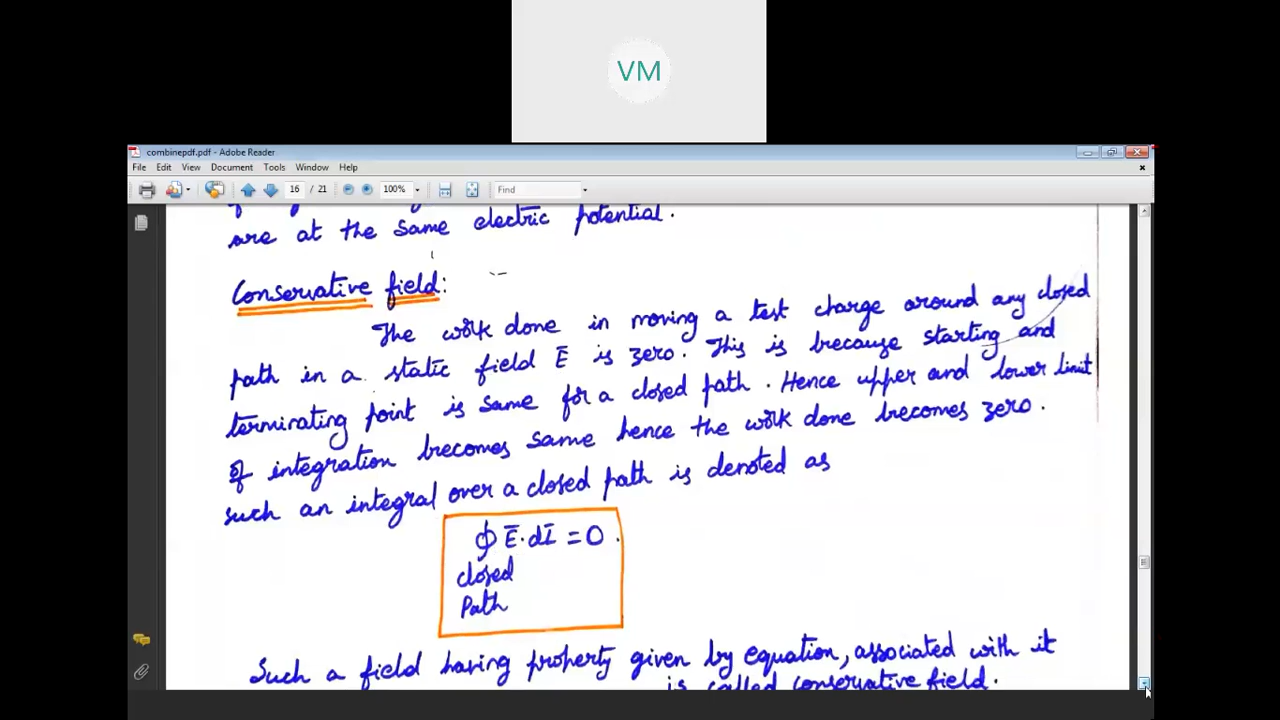 VM
combinepdf.pdf - Adobe Reader
File Edit View Document Tools Window Help
16 / 21 100% Find
are at the same electric potential.
Conservative field:
The work done in moving a test charge around any closed
path in a static field E̅ is zero. This is because starting and
terminating point is same for a closed path. Hence upper and lower limit
of integration becomes same hence the work done becomes zero.
such an integral over a closed path is denoted as
∮ E̅·dl̅ = 0.
closed
Path
Such a field having property given by equation, associated with it
is called conservative field.